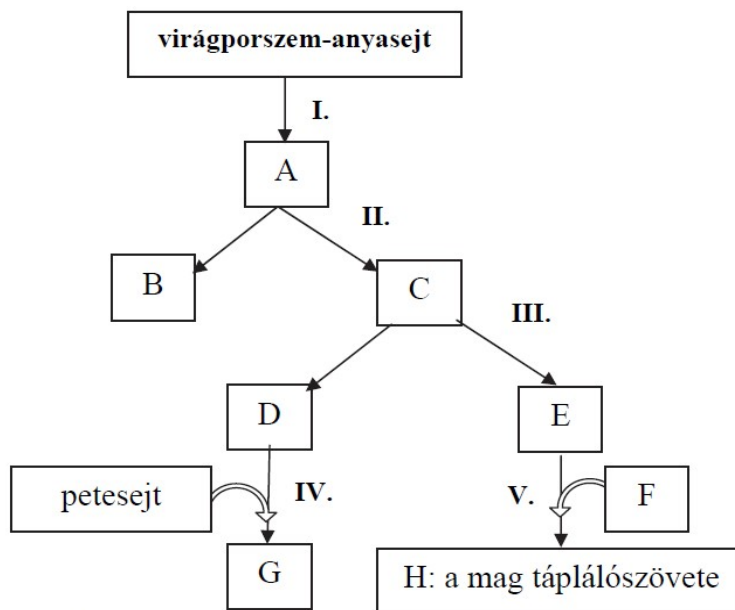 virágporszem-anyasejt
I.
A
II.
B
C
III.
D
E
petesejt
IV.
V.
F
G
H: a mag táplálószövete